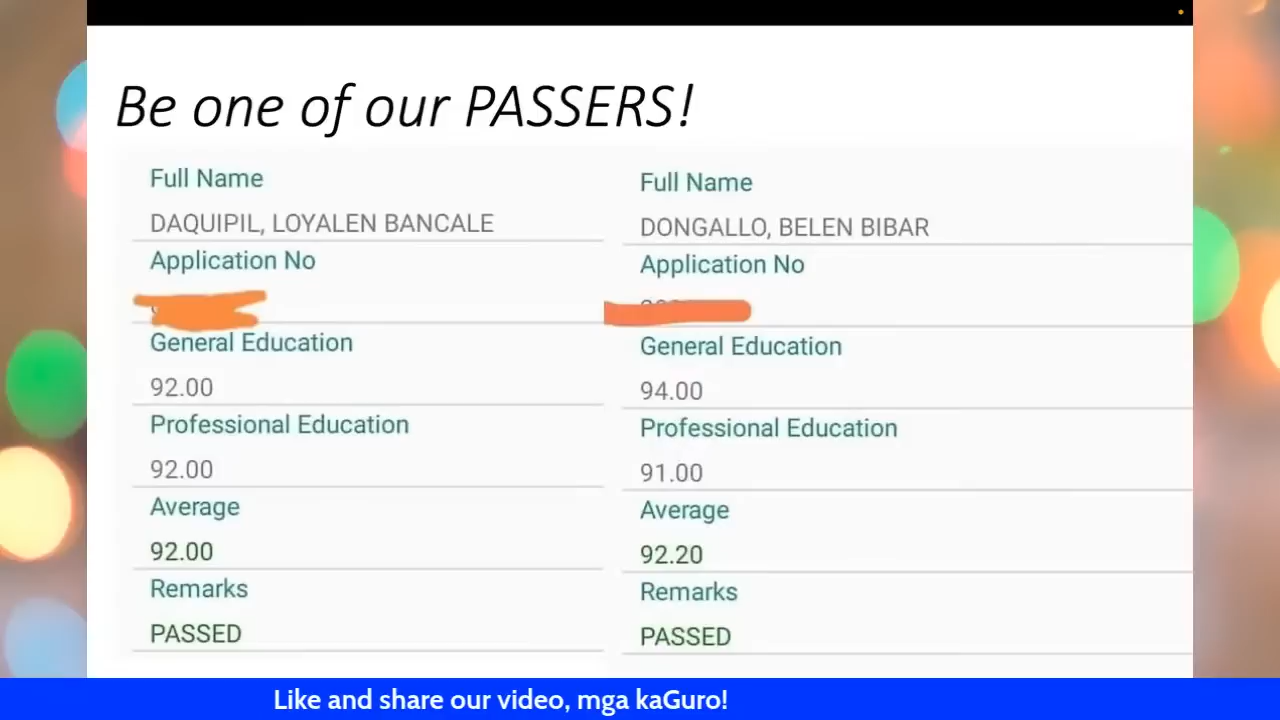 Be one of our PASSERS!
Full Name
DAQUIPIL, LOYALEN BANCALE
Application No
General Education
92.00
Professional Education
92.00
Average
92.00
Remarks
PASSED
Full Name
DONGALLO, BELEN BIBAR
Application No
General Education
94.00
Professional Education
91.00
Average
92.20
Remarks
PASSED
Like and share our video, mga kaGuro!